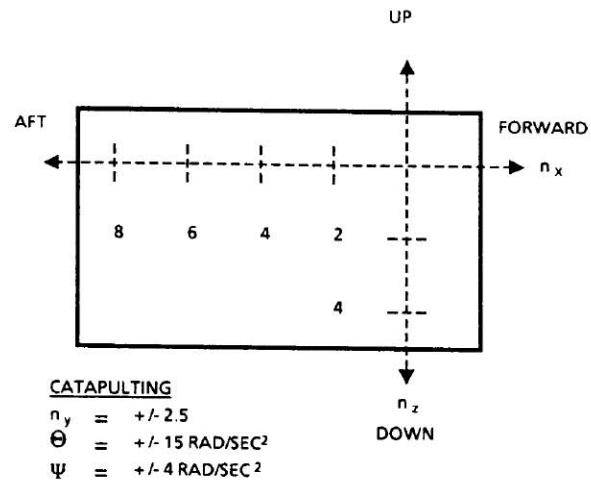 UP
AFT
FORWARD
n x
8 6 4 2
4
n z
DOWN
CATAPULTING
n y = +/- 2.5
Θ = +/- 15 RAD/SEC²
Ψ = +/- 4 RAD/SEC²